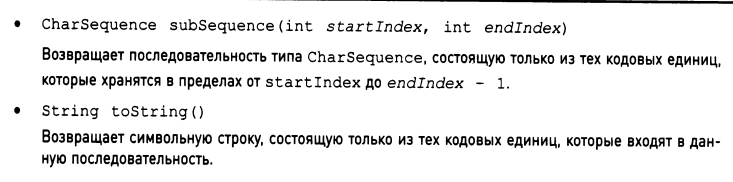 • CharSequence subSequence(int startIndex, int endIndex)
Возвращает последовательность типа CharSequence, состоящую только из тех кодовых единиц,
которые хранятся в пределах от startIndex до endIndex - 1.
• String toString()
Возвращает символьную строку, состоящую только из тех кодовых единиц, которые входят в дан-
ную последовательность.